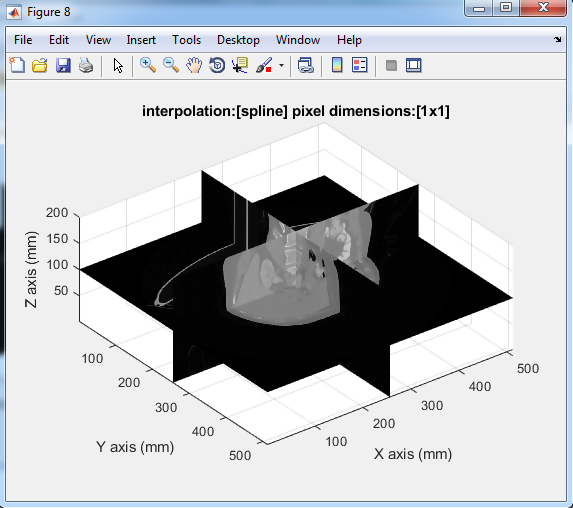 Figure 8
File Edit View Insert Tools Desktop Window Help
interpolation:[spline] pixel dimensions:[1x1]
200
150
100
50
Z axis (mm)
100
200
300
400
500
Y axis (mm)
100
200
300
400
500
X axis (mm)